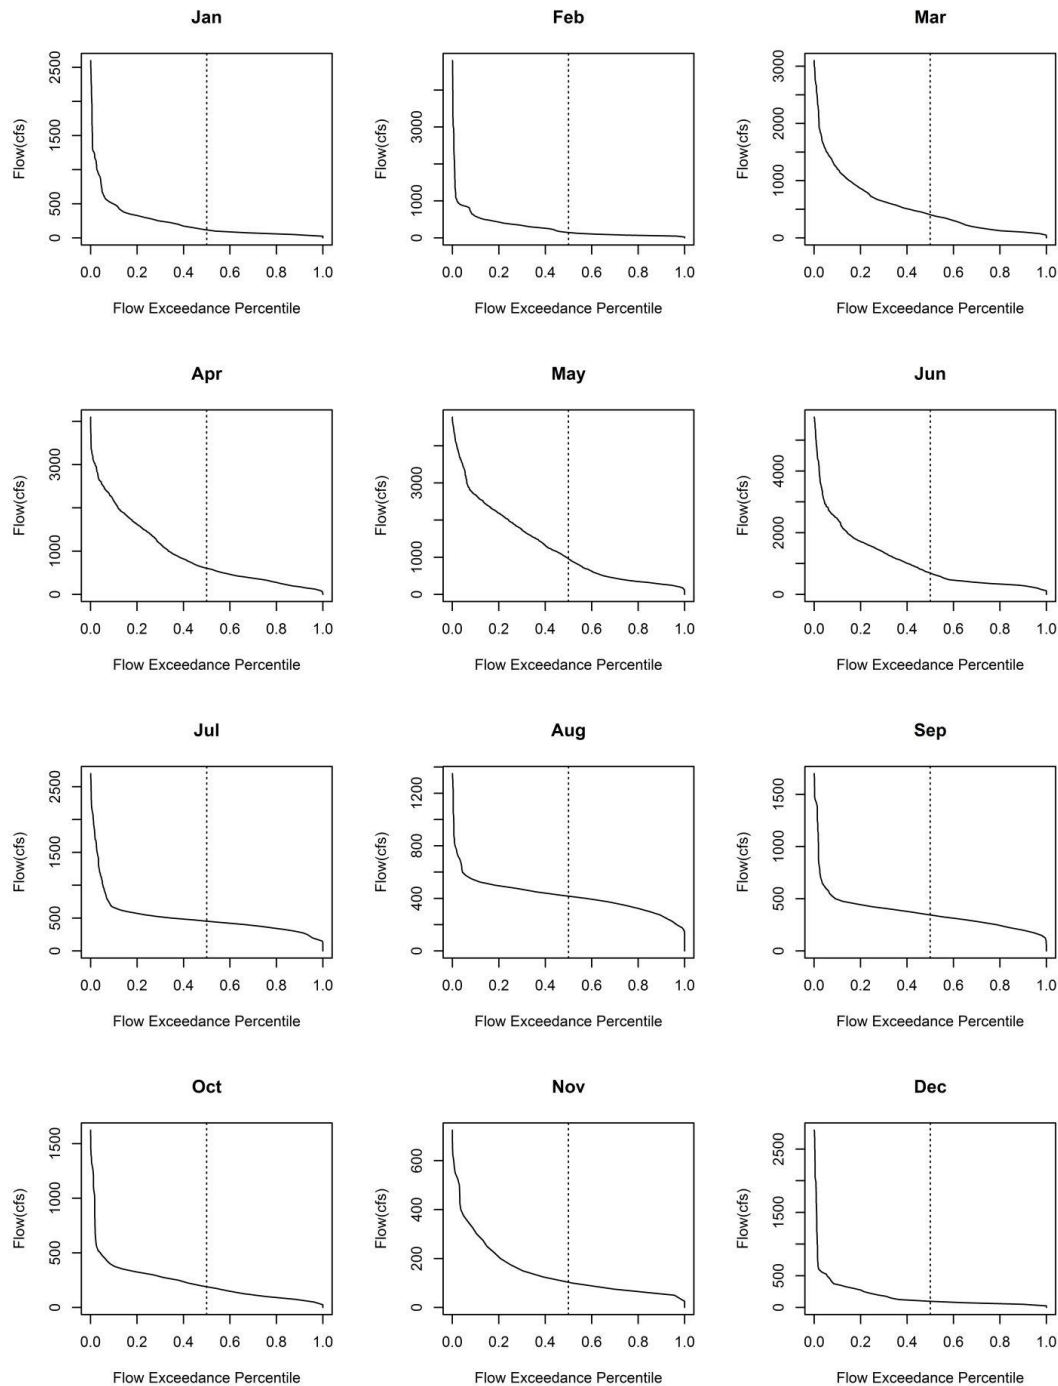 Jan Feb Mar
Flow(cfs) 0 500 1500 2500 Flow(cfs) 0 1000 3000 Flow(cfs) 0 1000 2000 3000
0.0 0.2 0.4 0.6 0.8 1.0 0.0 0.2 0.4 0.6 0.8 1.0 0.0 0.2 0.4 0.6 0.8 1.0
Flow Exceedance Percentile Flow Exceedance Percentile Flow Exceedance Percentile
Apr May Jun
Flow(cfs) 0 1000 3000 Flow(cfs) 0 1000 3000 Flow(cfs) 0 2000 4000
0.0 0.2 0.4 0.6 0.8 1.0 0.0 0.2 0.4 0.6 0.8 1.0 0.0 0.2 0.4 0.6 0.8 1.0
Flow Exceedance Percentile Flow Exceedance Percentile Flow Exceedance Percentile
Jul Aug Sep
Flow(cfs) 0 500 1500 2500 Flow(cfs) 0 400 800 1200 Flow(cfs) 0 500 1000 1500
0.0 0.2 0.4 0.6 0.8 1.0 0.0 0.2 0.4 0.6 0.8 1.0 0.0 0.2 0.4 0.6 0.8 1.0
Flow Exceedance Percentile Flow Exceedance Percentile Flow Exceedance Percentile
Oct Nov Dec
Flow(cfs) 0 500 1000 1500 Flow(cfs) 0 200 400 600 Flow(cfs) 0 500 1500 2500
0.0 0.2 0.4 0.6 0.8 1.0 0.0 0.2 0.4 0.6 0.8 1.0 0.0 0.2 0.4 0.6 0.8 1.0
Flow Exceedance Percentile Flow Exceedance Percentile Flow Exceedance Percentile